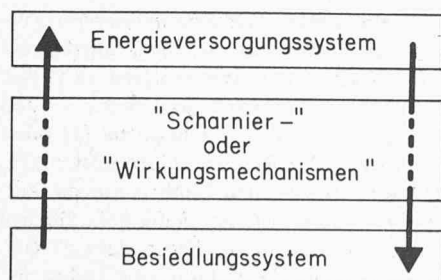 Energieversorgungssystem
"Scharnier-"
oder
"Wirkungsmechanismen"
Besiedlungssystem